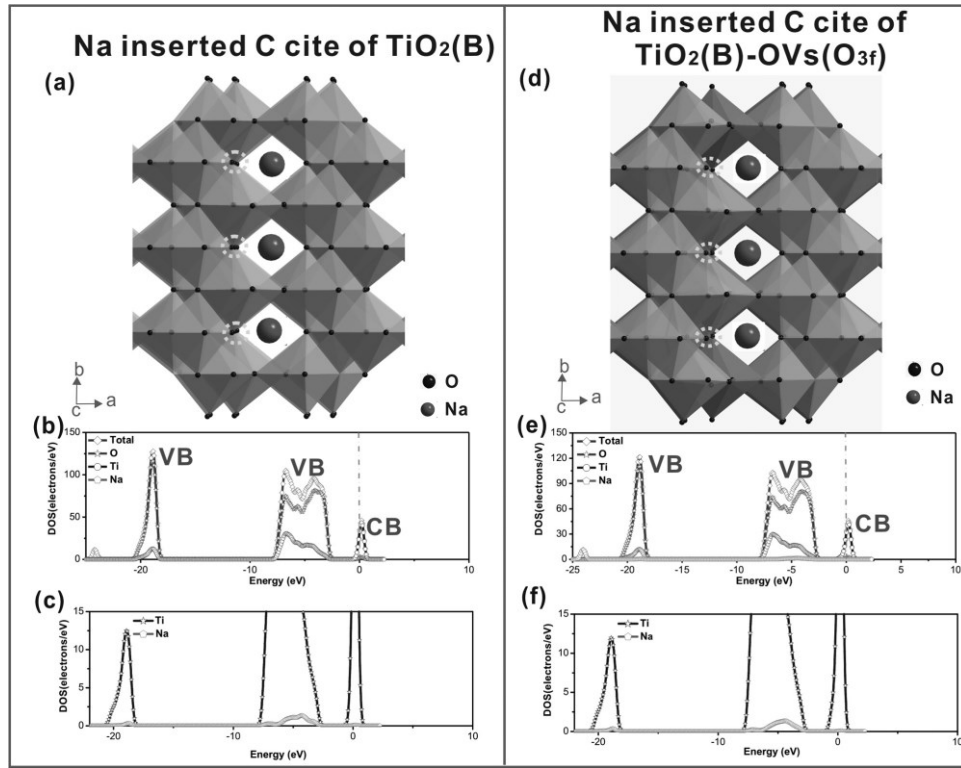 Na inserted C cite of TiO2(B)
(a)
b
c a
O
Na
(b)
150
125
100
75
50
25
0
DOS(electrons/eV)
Total
O
Ti
Na
VB
VB
CB
-20
-10
0
10
Energy (eV)
(c)
15
10
5
0
DOS(electrons/eV)
Ti
Na
-20
-10
0
10
Energy (eV)
Na inserted C cite of
TiO2(B)-OVs(O3f)
(d)
b
c a
O
Na
(e)
150
120
90
60
30
0
DOS(electrons/eV)
Total
O
Ti
Na
VB
VB
CB
-25
-20
-15
-10
-5
0
5
10
Energy (eV)
(f)
15
10
5
0
DOS(electrons/eV)
Ti
Na
-20
-10
0
10
Energy (eV)